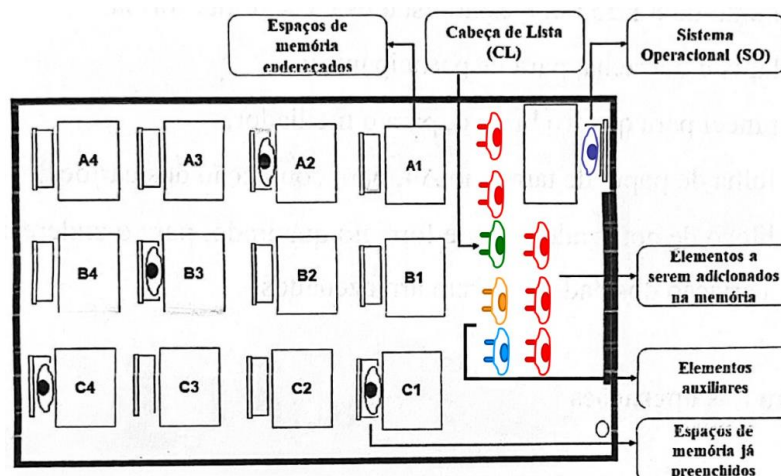 Espaços de
memória
endereçados
Cabeça de Lista
(CL)
Sistema
Operacional (SO)
A4
A3
A2
A1
B4
B3
B2
B1
Elementos a
serem adicionados
na memória
C4
C3
C2
C1
Elementos
auxiliares
Espaços de
memória já
preenchidos